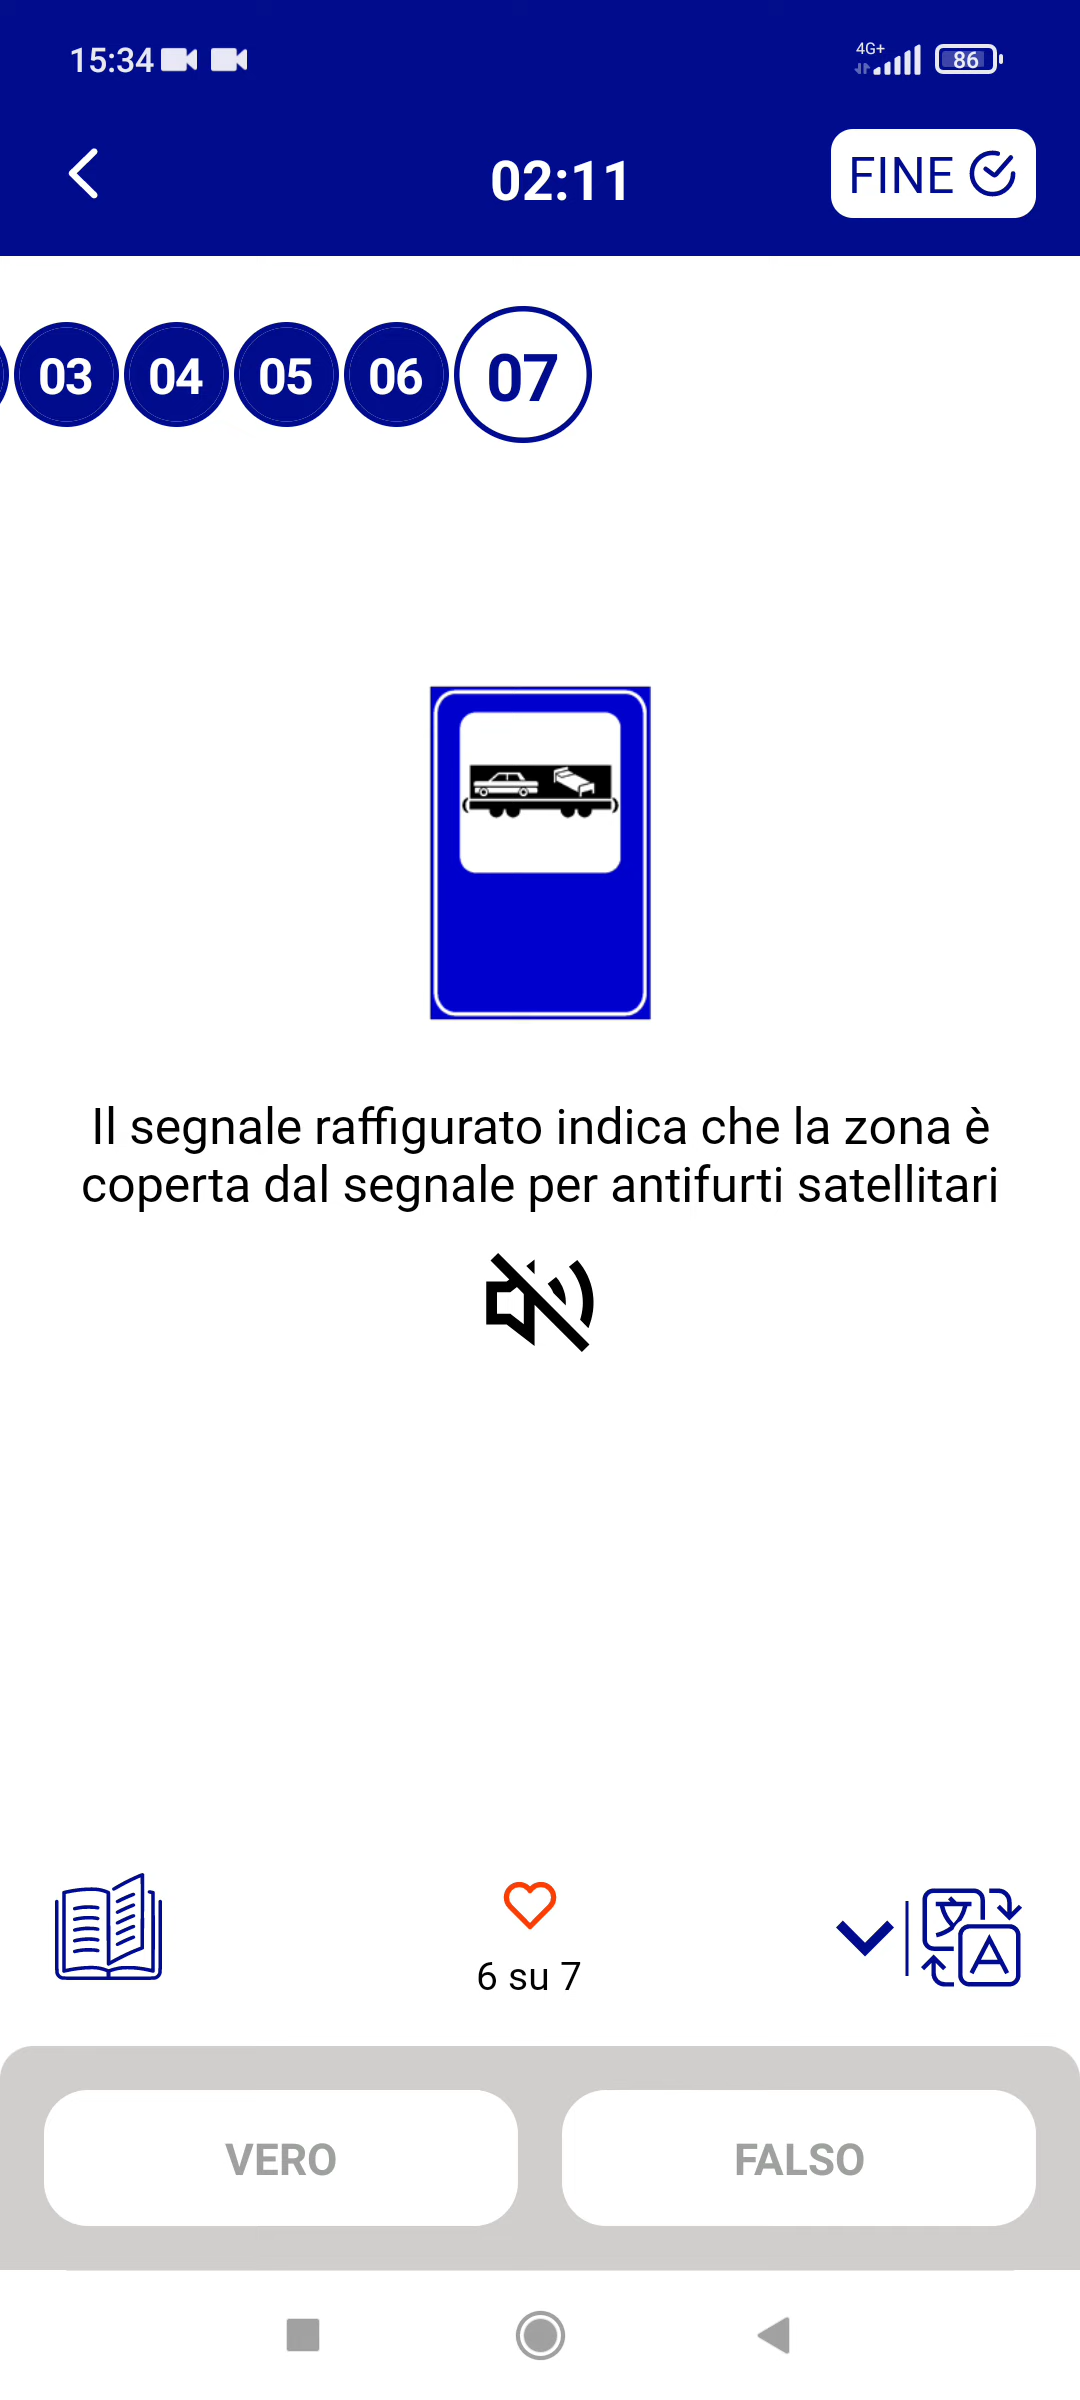 15:34
4G+
86
02:11
FINE
03 04 05 06 07
Il segnale raffigurato indica che la zona è
coperta dal segnale per antifurti satellitari
文
A
6 su 7
VERO
FALSO